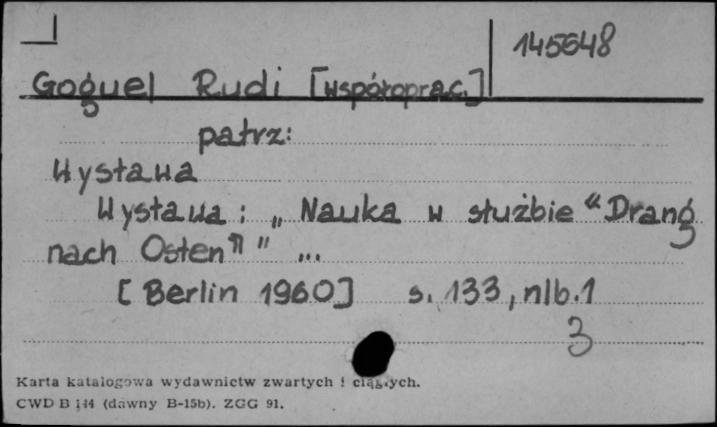 145648
Goguel Rudi [współoprac.]
patrz:
Wystawa
Wystawa : „Nauka w służbie “Drang
nach Osten”” ...
[Berlin 1960] s. 133, nlb. 1
3
Karta katalogowa wydawnictw zwartych i ciągłych.
CWD B 144 (dawny B-15b). ZGG 91.